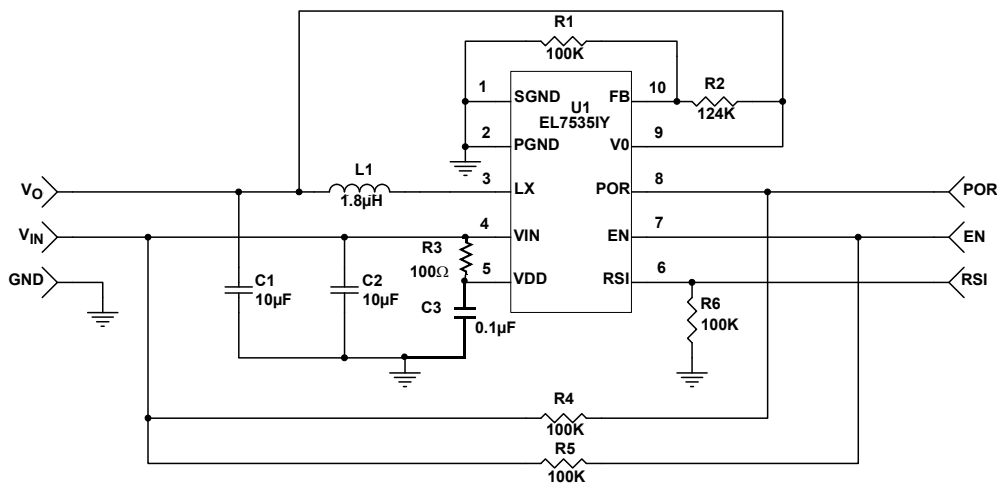 R1
100K
1
SGND
U1
EL7535IY
10
FB
R2
124K
2
PGND
9
V0
L1
1.8µH
VO
3
LX
POR
8
POR
VIN
4
VIN
EN
7
EN
R3
100Ω
GND
5
VDD
RSI
6
RSI
C1
10µF
C2
10µF
C3
0.1µF
R6
100K
R4
100K
R5
100K